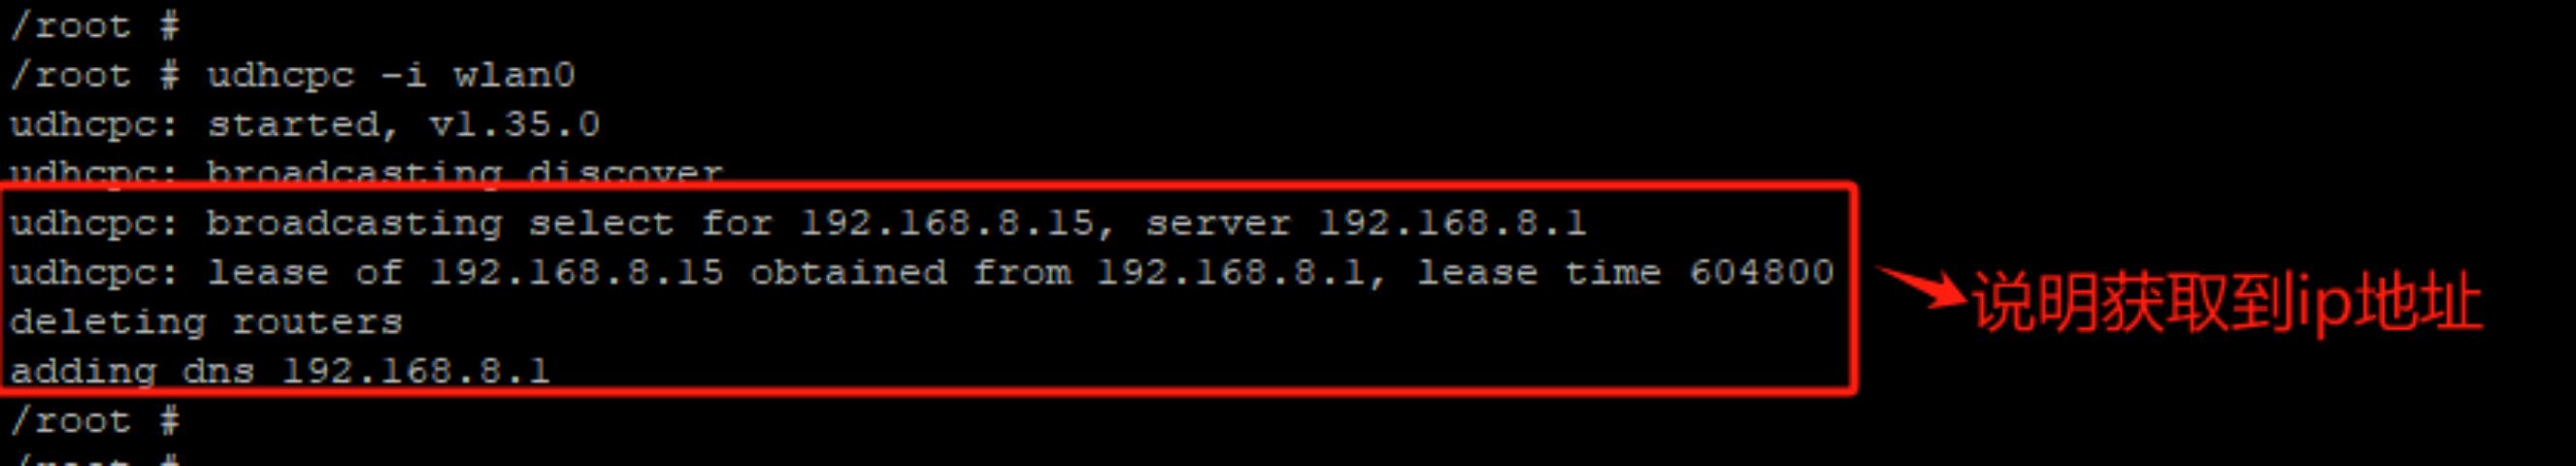 /root #
/root # udhcpc -i wlan0
udhcpc: started, v1.35.0
udhcpc: broadcasting discover
udhcpc: broadcasting select for 192.168.8.15, server 192.168.8.1
udhcpc: lease of 192.168.8.15 obtained from 192.168.8.1, lease time 604800
说明获取到ip地址
deleting routers
adding dns 192.168.8.1
/root #
/root #